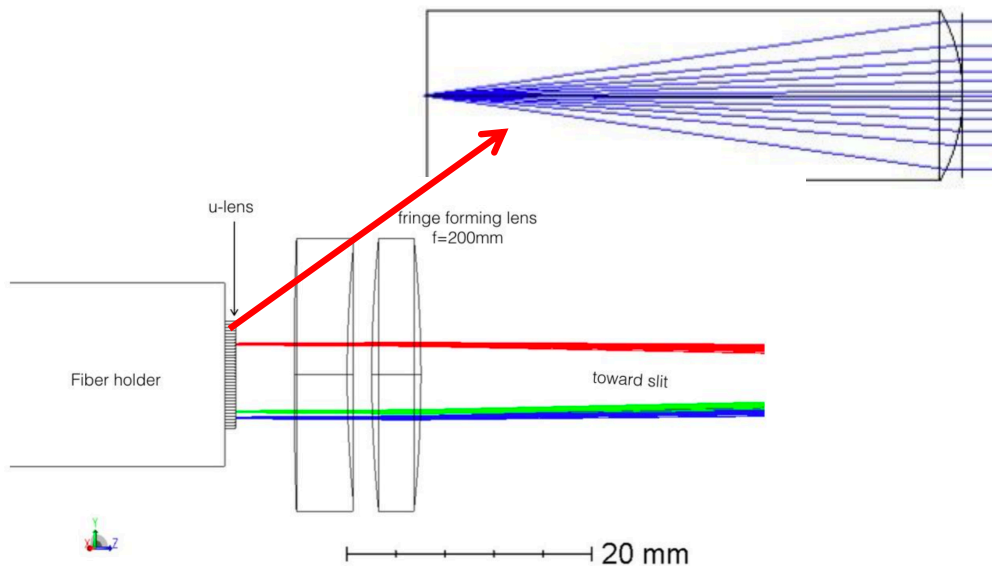 u-lens
fringe forming lens
f=200mm
Fiber holder
toward slit
Y
X
Z
20 mm